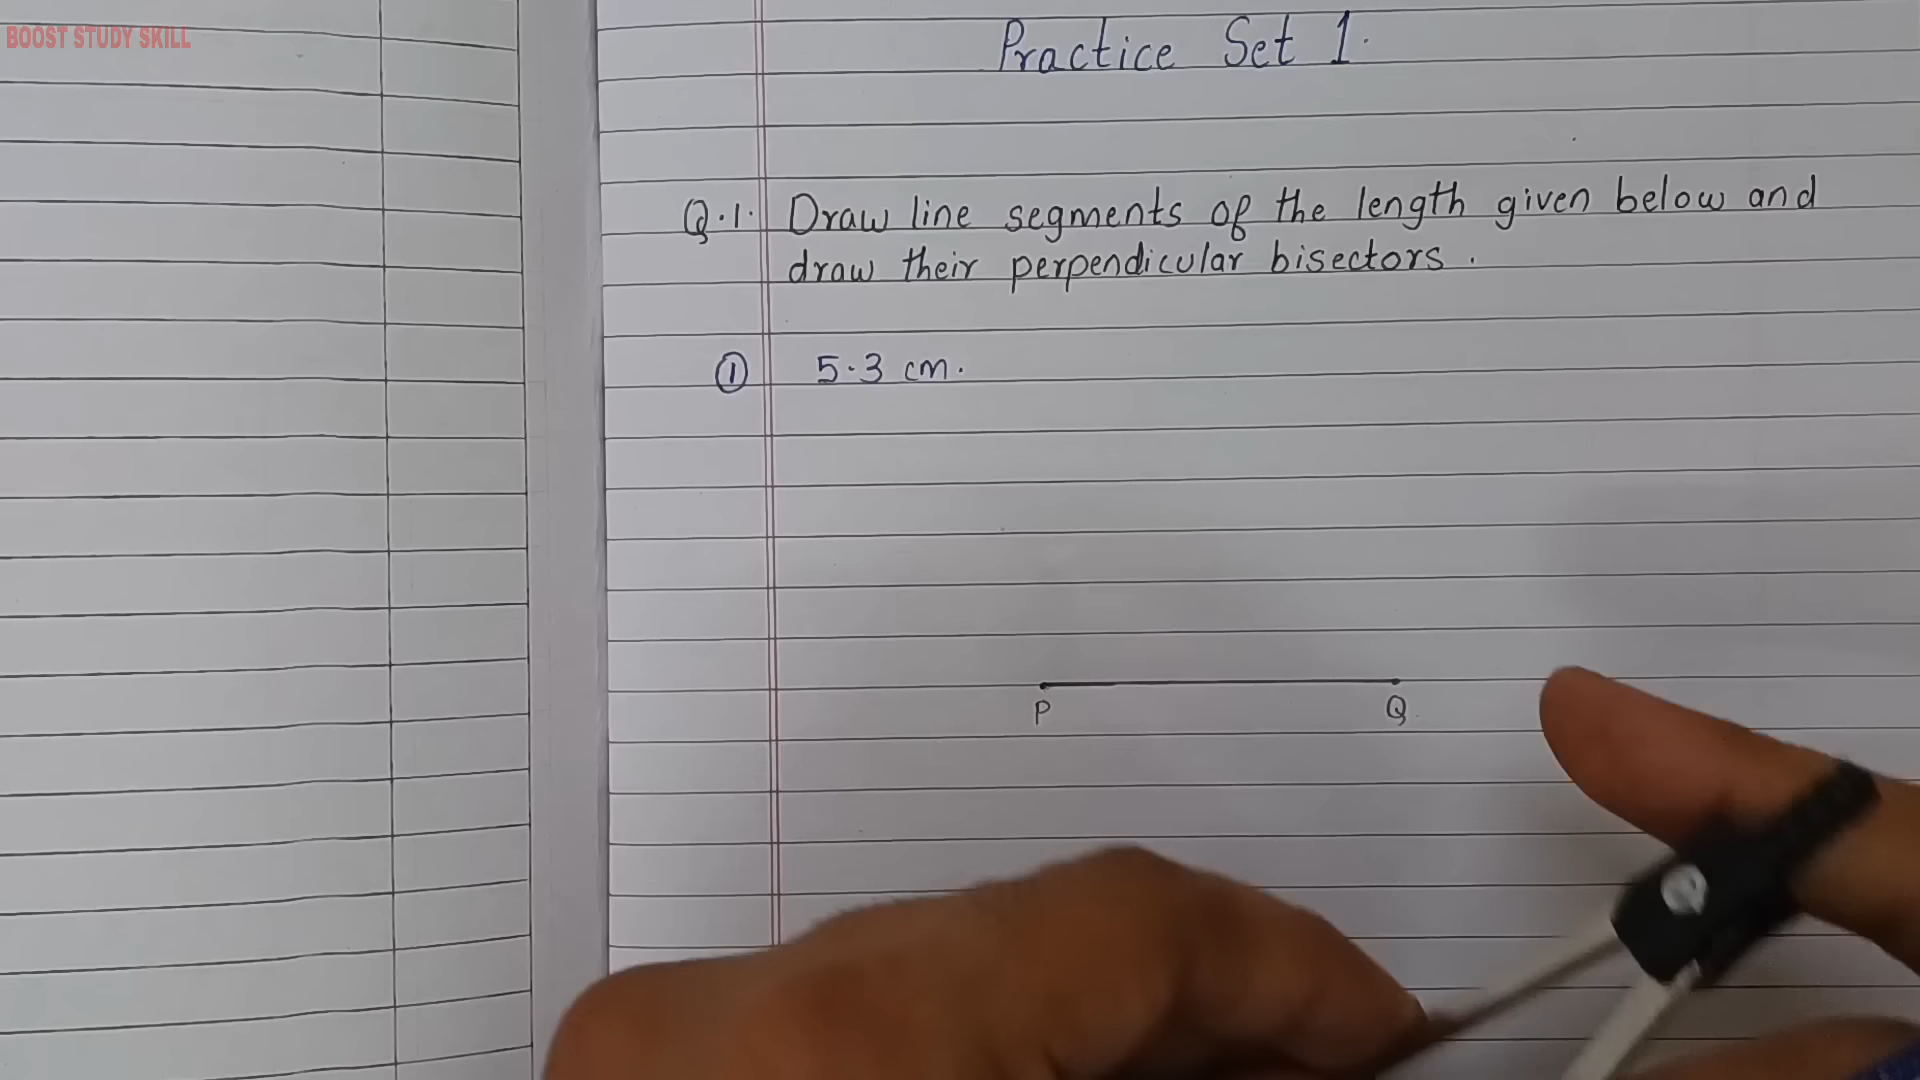 BOOST STUDY SKILL
Practice Set 1.
Q.1. Draw line segments of the length given below and
draw their perpendicular bisectors.
① 5.3 cm.
P Q